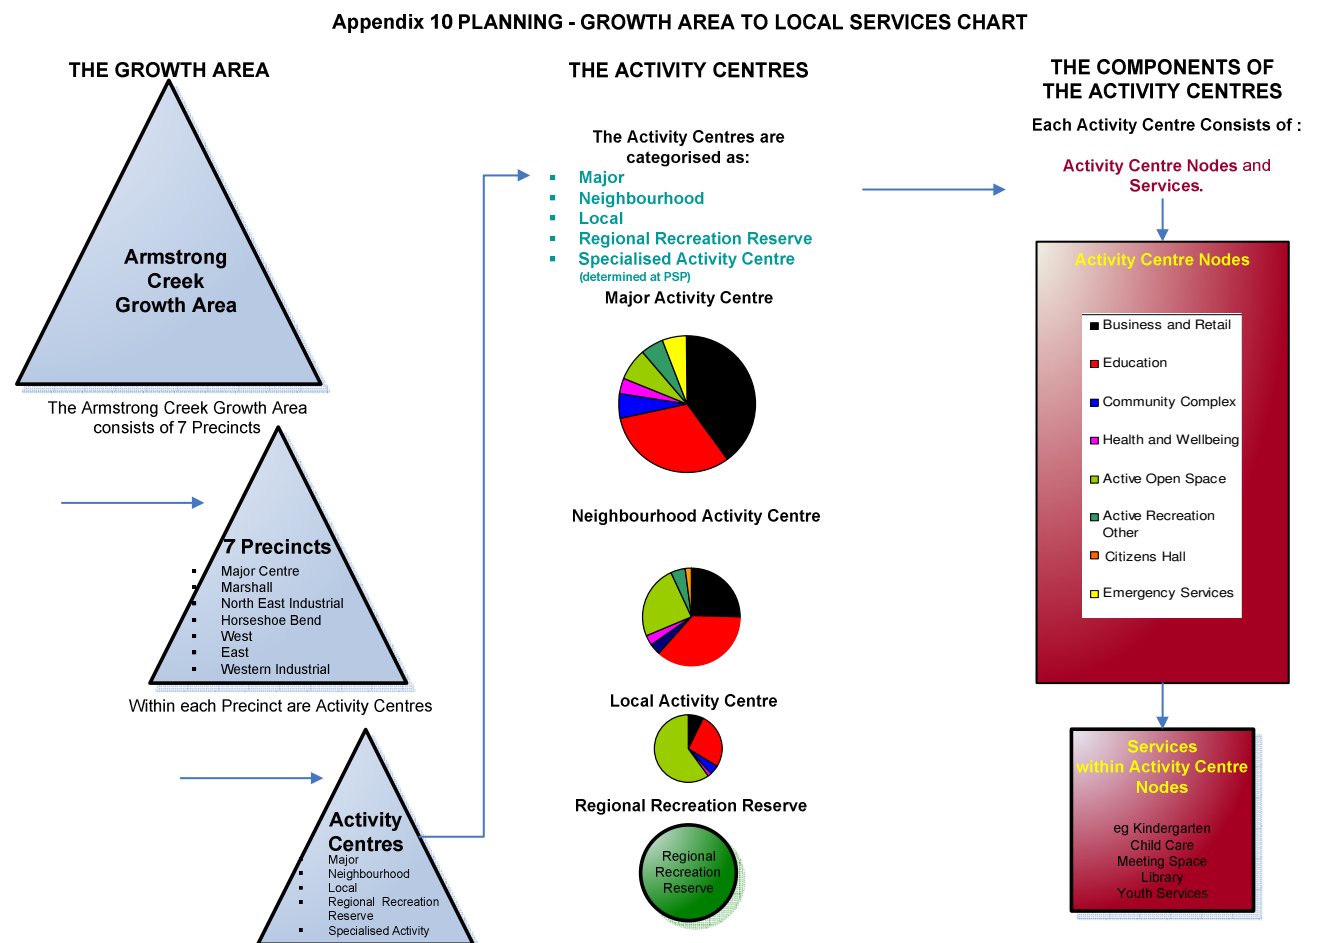 Appendix 10 PLANNING - GROWTH AREA TO LOCAL SERVICES CHART
THE GROWTH AREA
Armstrong
Creek
Growth Area
The Armstrong Creek Growth Area
consists of 7 Precincts
7 Precincts
▪ Major Centre
▪ Marshall
▪ North East Industrial
▪ Horseshoe Bend
▪ West
▪ East
▪ Western Industrial
Within each Precinct are Activity Centres
Activity
Centres
▪ Major
▪ Neighbourhood
▪ Local
▪ Regional Recreation
Reserve
▪ Specialised Activity
THE ACTIVITY CENTRES
The Activity Centres are
categorised as:
▪ Major
▪ Neighbourhood
▪ Local
▪ Regional Recreation Reserve
▪ Specialised Activity Centre
(determined at PSP)
Major Activity Centre
Neighbourhood Activity Centre
Local Activity Centre
Regional Recreation Reserve
Regional
Recreation
Reserve
THE COMPONENTS OF
THE ACTIVITY CENTRES
Each Activity Centre Consists of :
Activity Centre Nodes and
Services.
Activity Centre Nodes
Business and Retail
Education
Community Complex
Health and Wellbeing
Active Open Space
Active Recreation
Other
Citizens Hall
Emergency Services
Services
within Activity Centre
Nodes
eg Kindergarten
Child Care
Meeting Space
Library
Youth Services